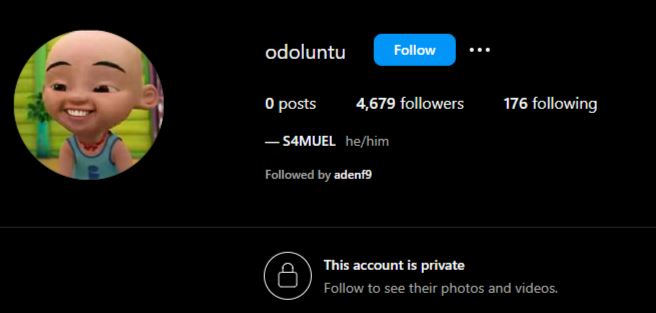 odoluntu Follow
0 posts 4,679 followers 176 following
— S4MUEL he/him
Followed by adenf9
This account is private
Follow to see their photos and videos.